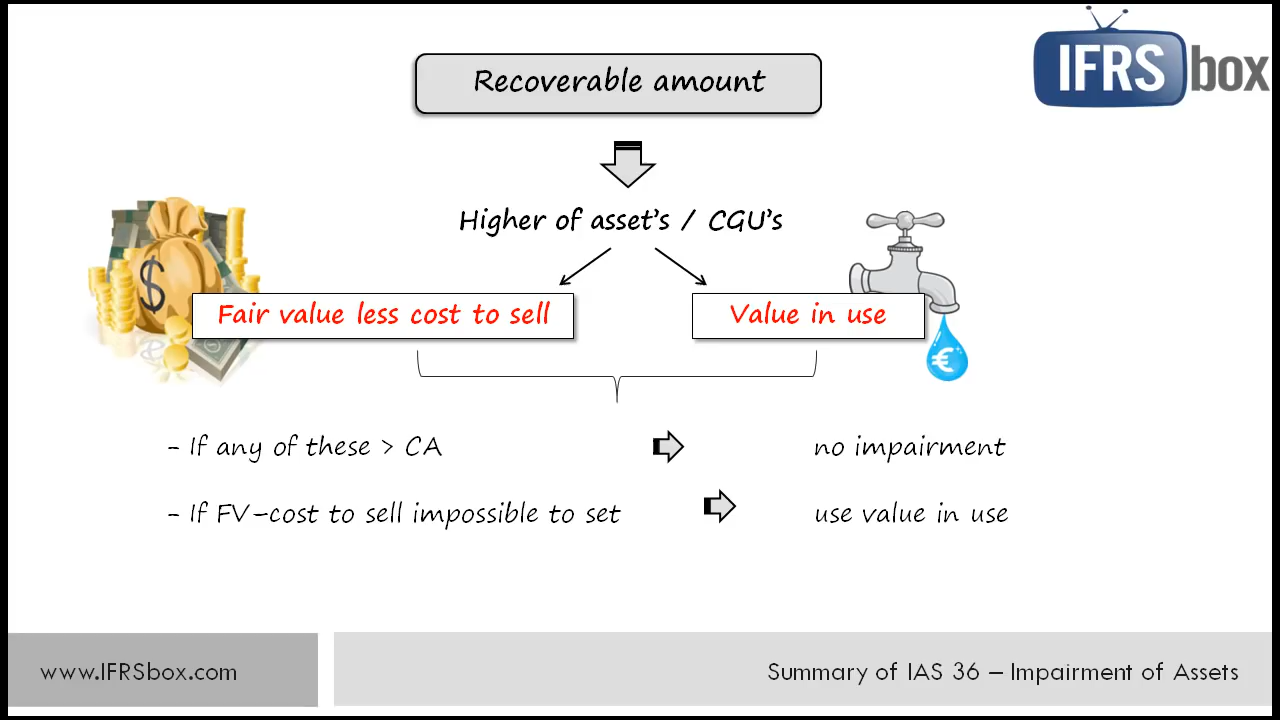 IFRS box
Recoverable amount
Higher of asset's / CGU's
$
Fair value less cost to sell
Value in use
€
- If any of these > CA
no impairment
- If FV-cost to sell impossible to set
use value in use
www.IFRSbox.com
Summary of IAS 36 – Impairment of Assets